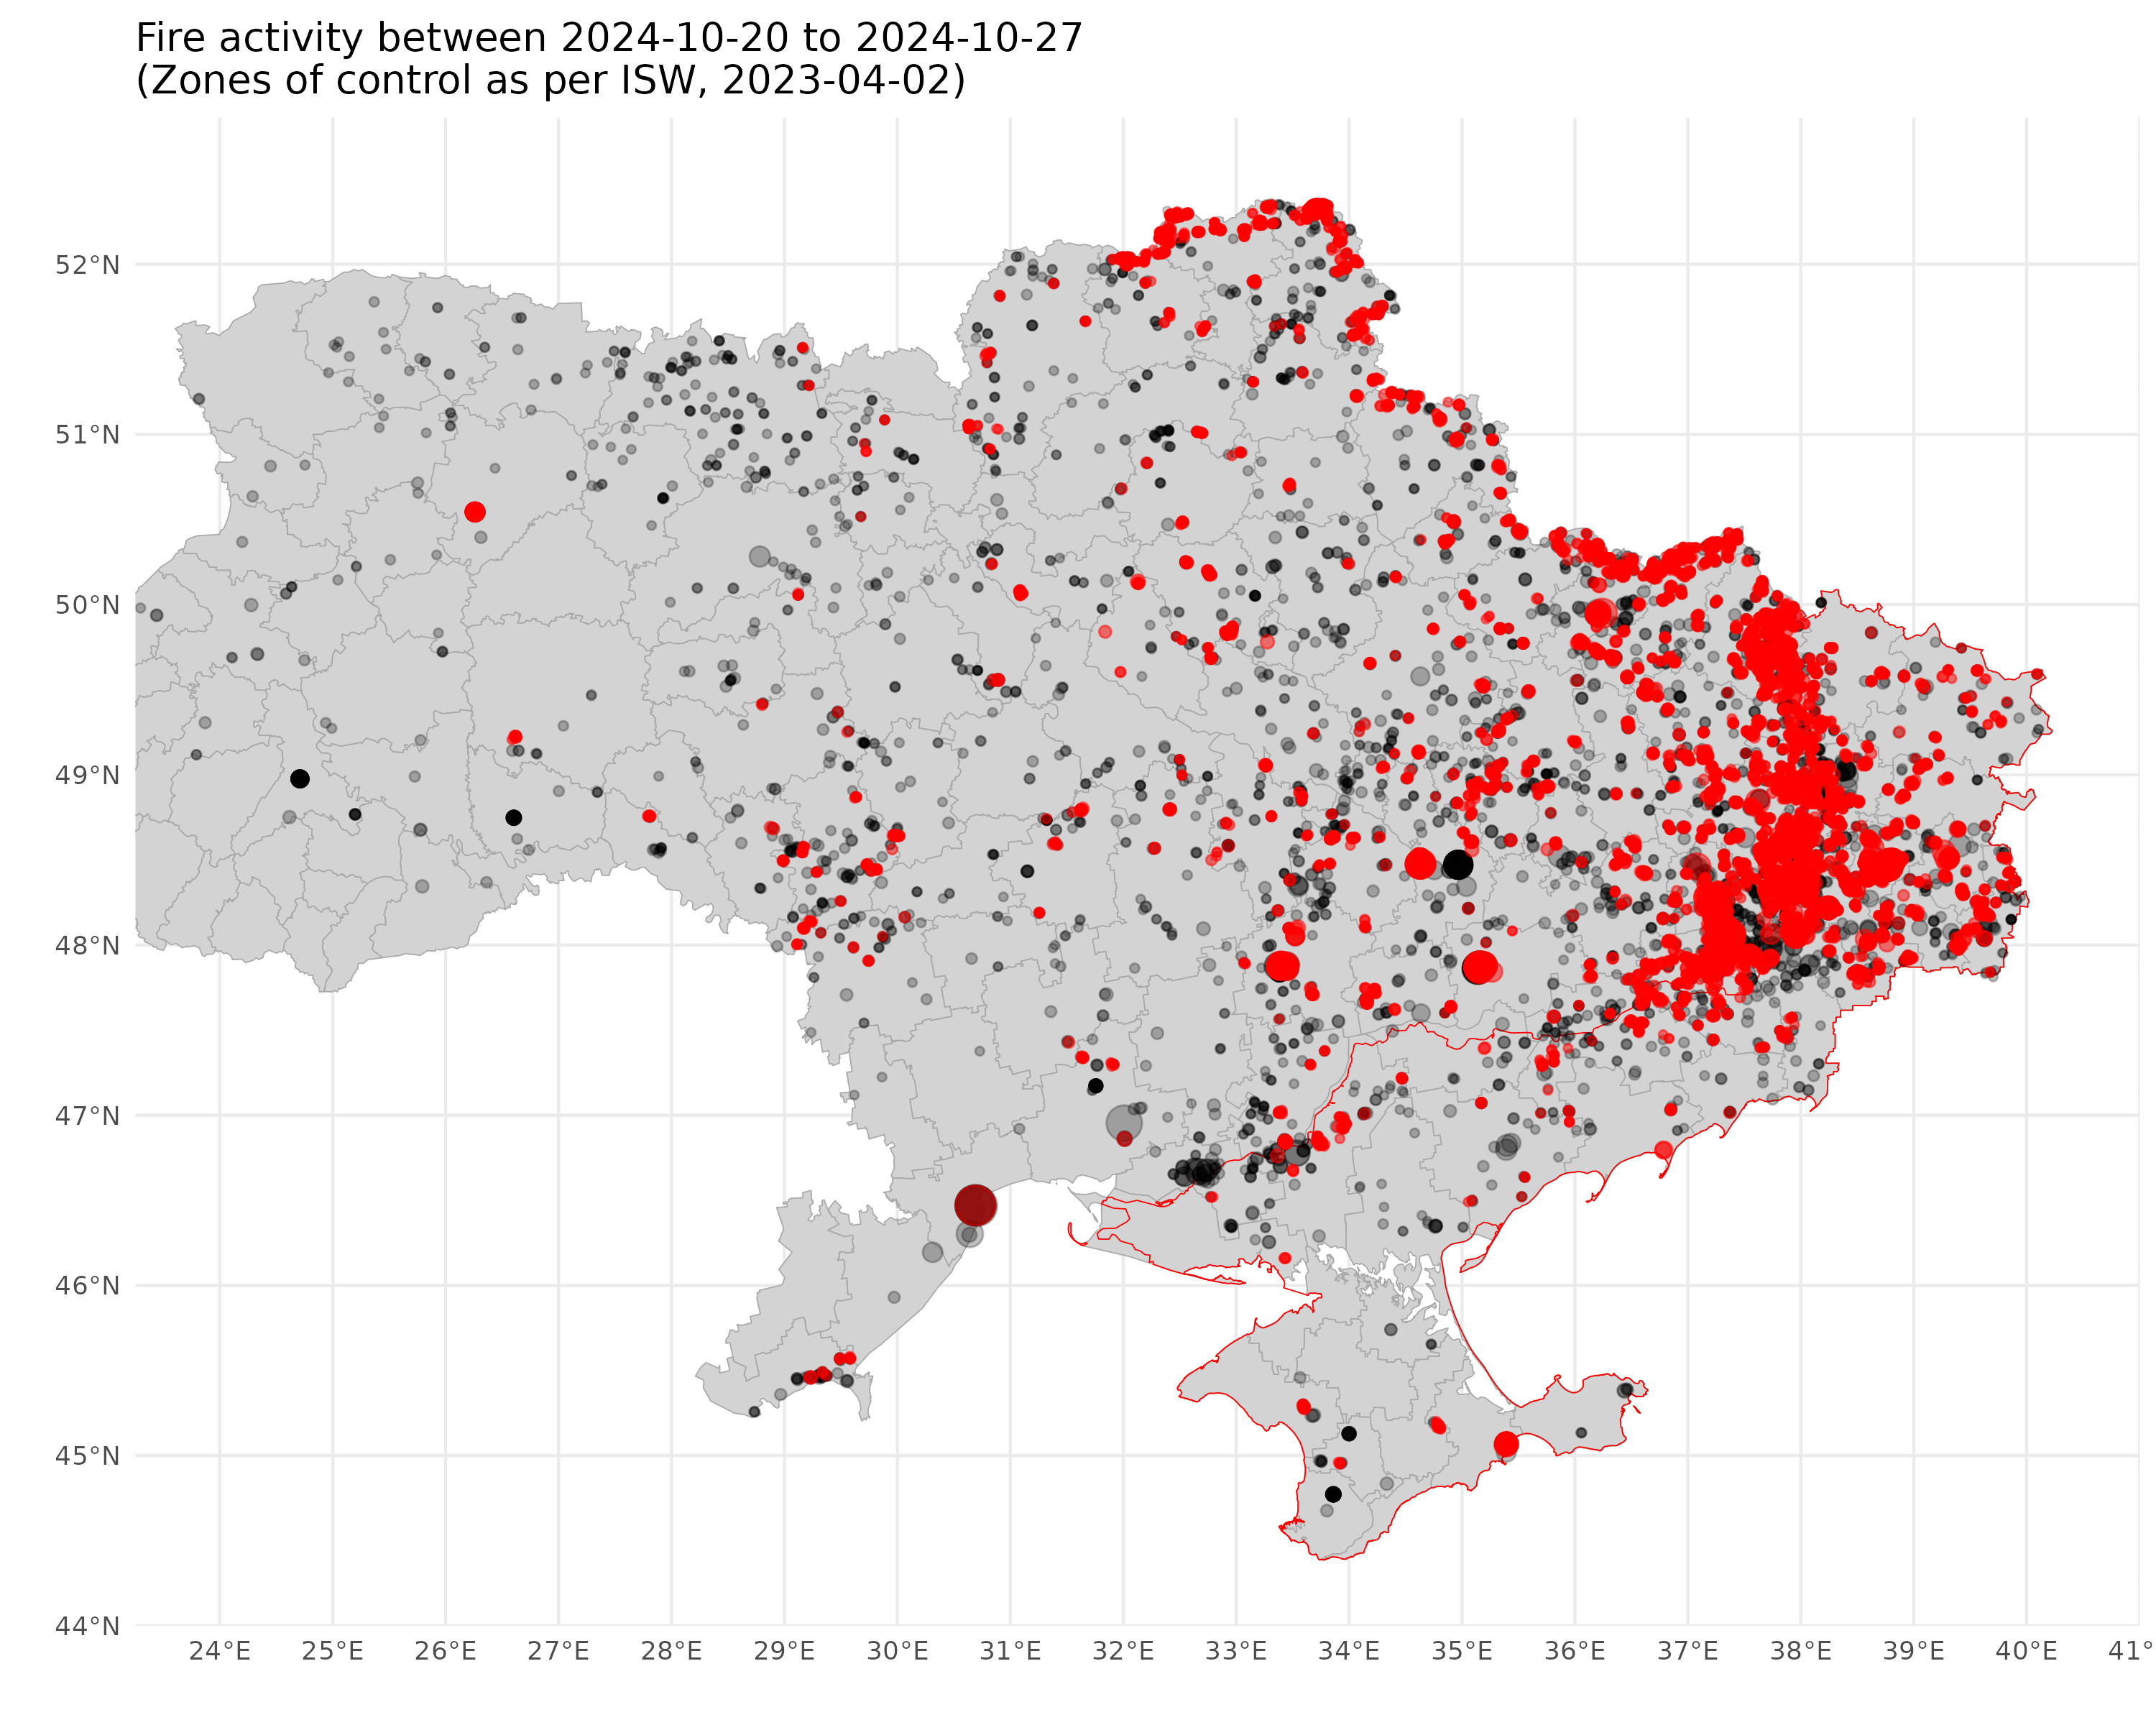 Fire activity between 2024-10-20 to 2024-10-27
(Zones of control as per ISW, 2023-04-02)
52°N
51°N
50°N
49°N
48°N
47°N
46°N
45°N
44°N
24°E 25°E 26°E 27°E 28°E 29°E 30°E 31°E 32°E 33°E 34°E 35°E 36°E 37°E 38°E 39°E 40°E 41°